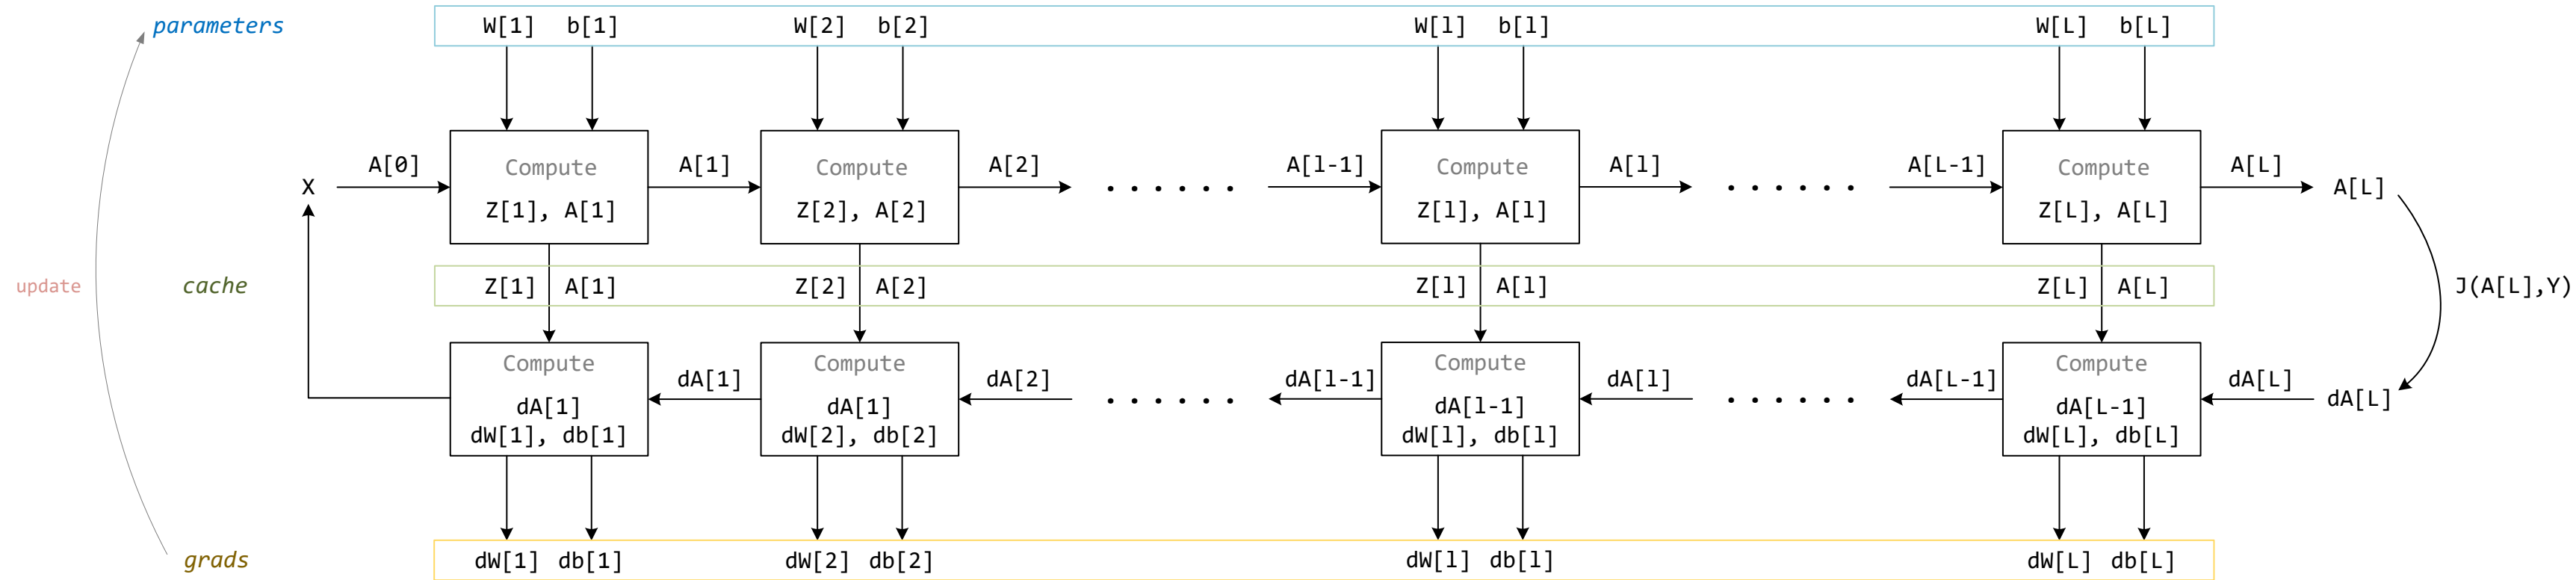 parameters W[1] b[1] W[2] b[2] W[l] b[l] W[L] b[L]
A[0] A[1] A[2] A[l-1] A[l] A[L-1] A[L]
Compute Compute Compute Compute
X A[L]
Z[1], A[1] Z[2], A[2] Z[l], A[l] Z[L], A[L]
update cache Z[1] A[1] Z[2] A[2] Z[l] A[l] Z[L] A[L] J(A[L],Y)
Compute Compute Compute Compute
dA[1] dA[2] dA[l-1] dA[l] dA[L-1] dA[L]
dA[1] dA[1] dA[l-1] dA[L-1] dA[L]
dW[1], db[1] dW[2], db[2] dW[l], db[l] dW[L], db[L]
grads dW[1] db[1] dW[2] db[2] dW[l] db[l] dW[L] db[L]